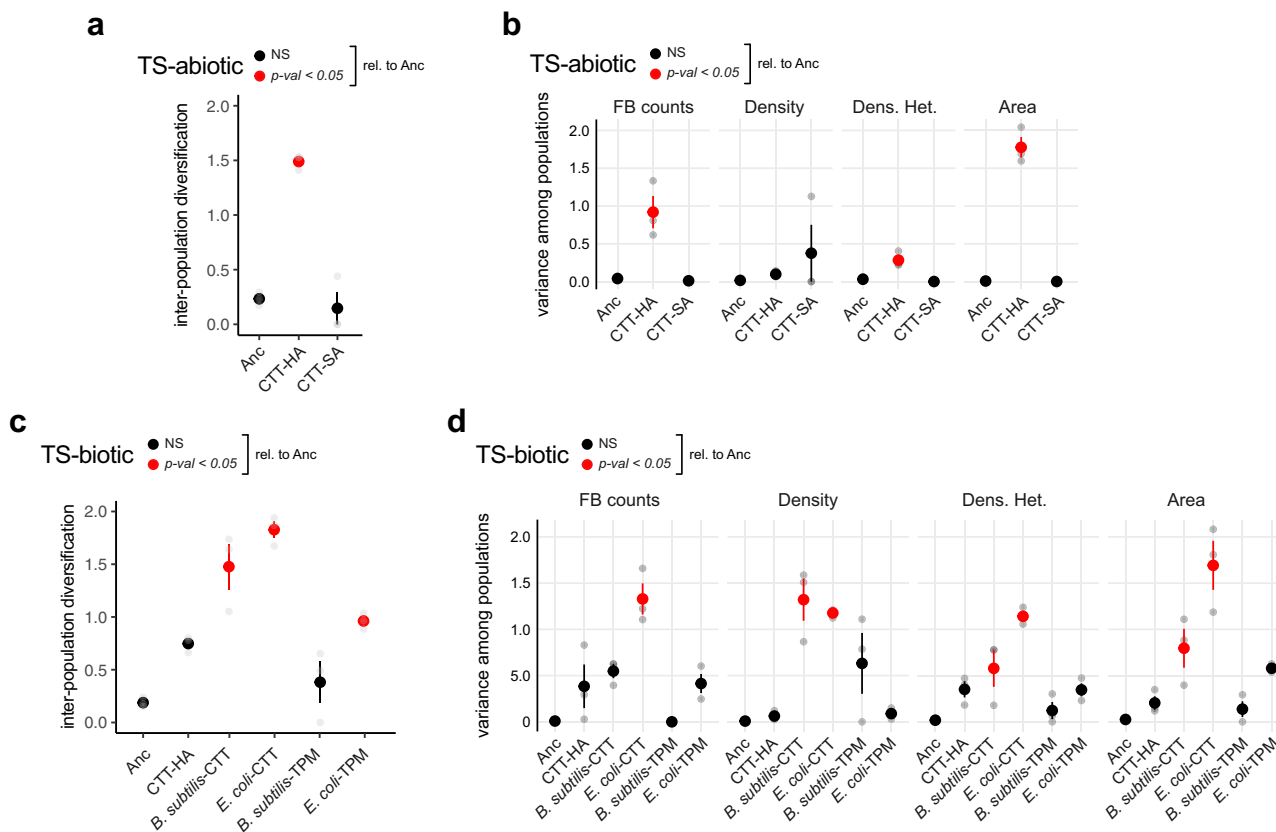 a
TS-abiotic
NS
p-val < 0.05
rel. to Anc
inter-population diversification
2.0
1.5
1.0
0.5
0.0
Anc
CTT-HA
CTT-SA
b
TS-abiotic
NS
p-val < 0.05
rel. to Anc
FB counts
Density
Dens. Het.
Area
variance among populations
2.0
1.5
1.0
0.5
0.0
Anc
CTT-HA
CTT-SA
Anc
CTT-HA
CTT-SA
Anc
CTT-HA
CTT-SA
Anc
CTT-HA
CTT-SA
c
TS-biotic
NS
p-val < 0.05
rel. to Anc
inter-population diversification
2.0
1.5
1.0
0.5
0.0
Anc
CTT-HA
B. subtilis-CTT
E. coli-CTT
B. subtilis-TPM
E. coli-TPM
d
TS-biotic
NS
p-val < 0.05
rel. to Anc
FB counts
Density
Dens. Het.
Area
variance among populations
2.0
1.5
1.0
5.0
0
Anc
CTT-HA
B. subtilis-CTT
E. coli-CTT
B. subtilis-TPM
E. coli-TPM
Anc
CTT-HA
B. subtilis-CTT
E. coli-CTT
B. subtilis-TPM
E. coli-TPM
Anc
CTT-HA
B. subtilis-CTT
E. coli-CTT
B. subtilis-TPM
E. coli-TPM
Anc
CTT-HA
B. subtilis-CTT
E. coli-CTT
B. subtilis-TPM
E. coli-TPM